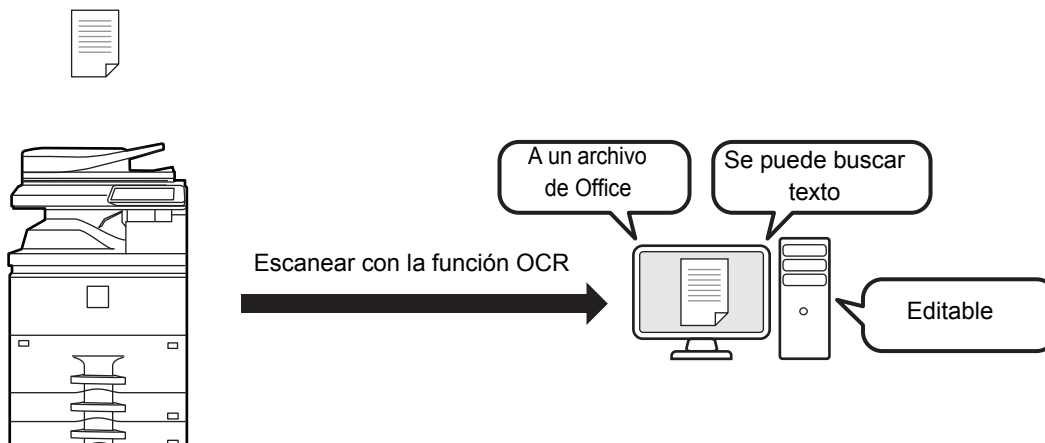 A un archivo
de Office
Se puede buscar
texto
Escanear con la función OCR
Editable